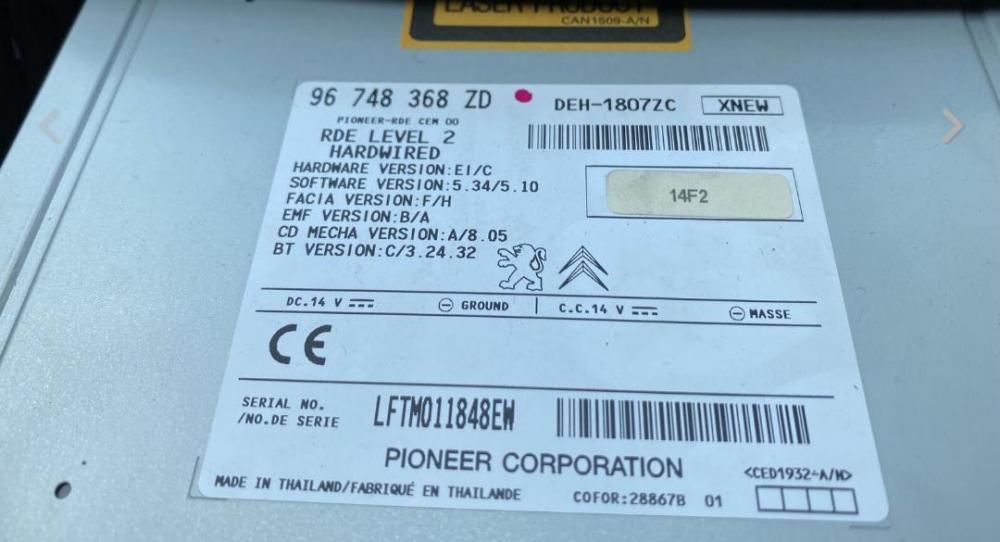 LASER PRODUCT
CAN1509-A/N
96 748 368 ZD
DEH-1807ZC
XNEW
PIONEER-RDE CEM 00
RDE LEVEL 2
HARDWIRED
HARDWARE VERSION:EI/C
SOFTWARE VERSION:5.34/5.10
14F2
FACIA VERSION:F/H
EMF VERSION:B/A
CD MECHA VERSION:A/8.05
BT VERSION:C/3.24.32
DC.14 V GROUND C.C.14 V MASSE
CE
SERIAL NO.
/NO.DE SERIE
LFTM011848EW
PIONEER CORPORATION
<CED1932-A/N>
MADE IN THAILAND/FABRIQUÉ EN THAILANDE
COFOR:28867B 01